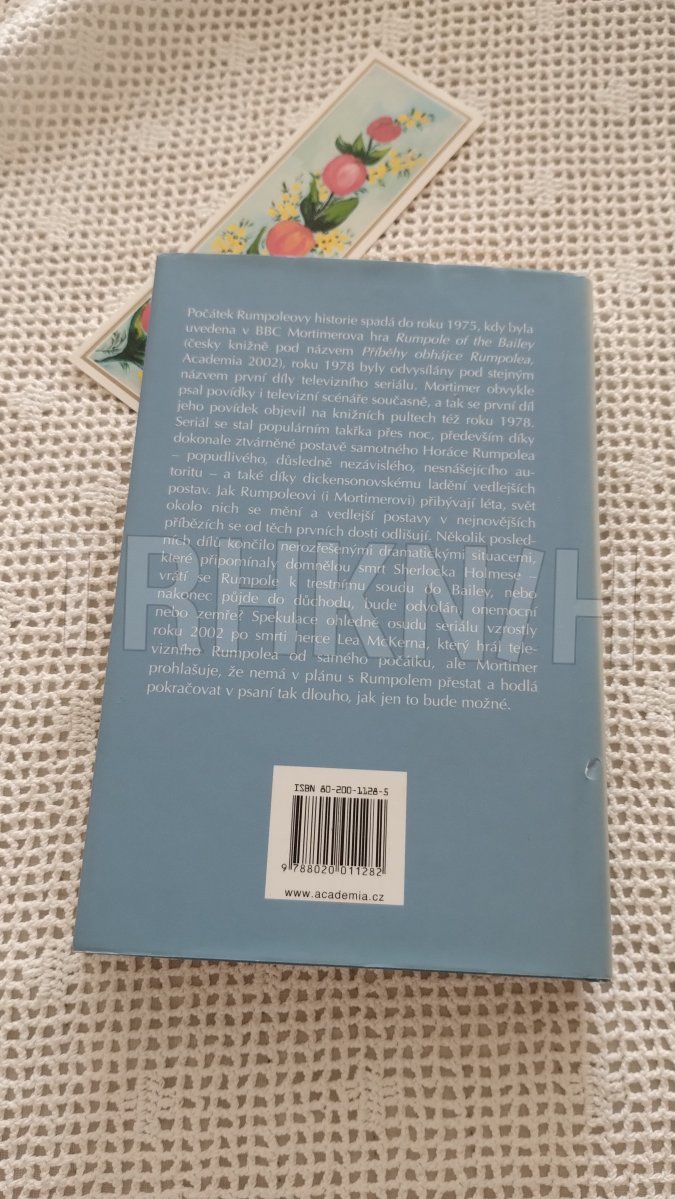 Počátek Rumpoleovy historie spadá do roku 1975, kdy byla
uvedena v BBC Mortimerova hra Rumpole of the Bailey
(česky knižně pod názvem Příběhy obhájce Rumpolea,
Academia 2002), roku 1978 byly odvysílány pod stejným
názvem první díly televizního seriálu. Mortimer obvykle
psal povídky i televizní scénáře současně, a tak se první díl
jeho povídek objevil na knižních pultech též roku 1978.
Seriál se stal populárním takřka přes noc, především díky
dokonale ztvárněné postavě samotného Horáce Rumpolea
– popudlivého, důsledně nezávislého, nesnášejícího au-
toritu – a také díky dickensonovskému ladění vedlejších
postav. Jak Rumpoleovi (i Mortimerovi) přibývají léta, svět
okolo nich se mění a vedlejší postavy v nejnovějších
příbězích se od těch prvních dosti odlišují. Několik posled-
ních dílů končilo nerozřešenými dramatickými situacemi,
které připomínaly domnělou smrt Sherlocka Holmese –
vrátí se Rumpole k trestnímu soudu do Bailey, nebo
nakonec půjde do důchodu, bude odvolán, onemocní
nebo zemře? Spekulace ohledně osudu seriálu vzrostly
roku 2002 po smrti herce Lea McKerna, který hrál tele-
vizního Rumpolea od samého počátku, ale Mortimer
prohlašuje, že nemá v plánu s Rumpolem přestat a hodlá
pokračovat v psaní tak dlouho, jak jen to bude možné.
TRHKNIH
ISBN 80-200-1128-5
9 788020 011282
www.academia.cz